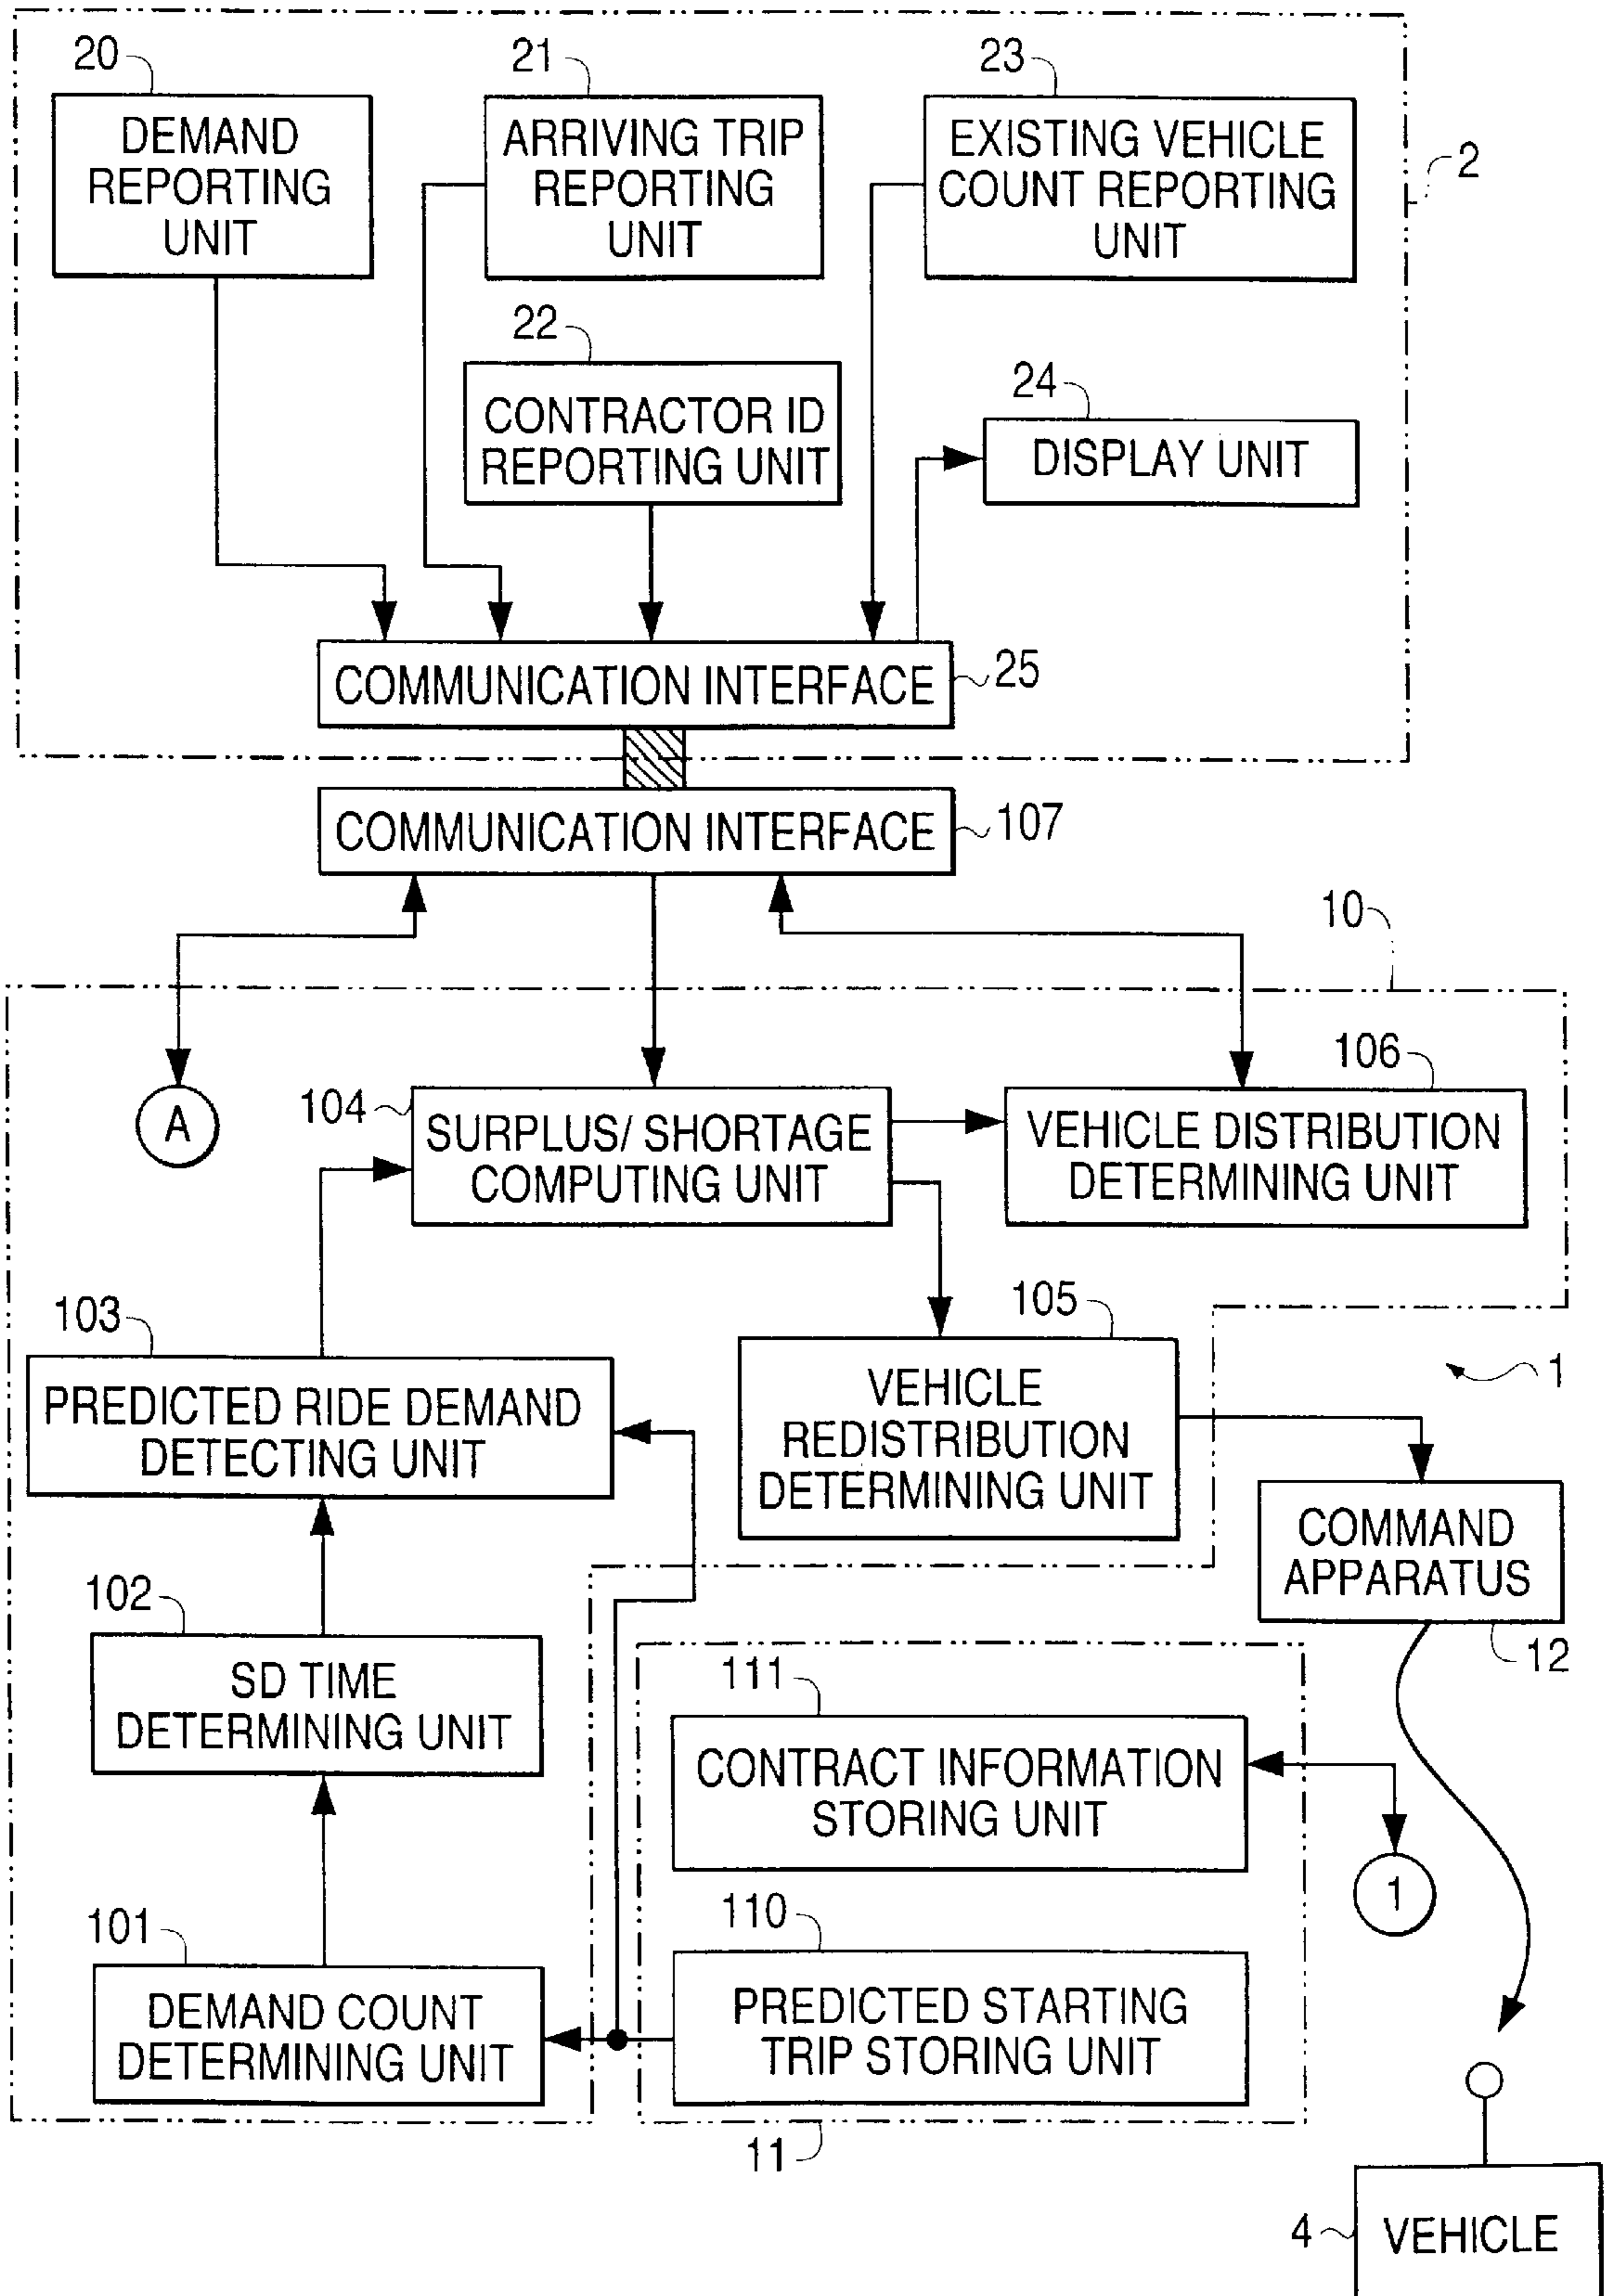 20
DEMAND
REPORTING
UNIT
21
ARRIVING TRIP
REPORTING
UNIT
23
EXISTING VEHICLE
COUNT REPORTING
UNIT
2
22
CONTRACTOR ID
REPORTING UNIT
24
DISPLAY UNIT
COMMUNICATION INTERFACE
25
COMMUNICATION INTERFACE
107
10
A
104
SURPLUS/ SHORTAGE
COMPUTING UNIT
106
VEHICLE DISTRIBUTION
DETERMINING UNIT
103
PREDICTED RIDE DEMAND
DETECTING UNIT
105
VEHICLE
REDISTRIBUTION
DETERMINING UNIT
1
COMMAND
APPARATUS
12
102
SD TIME
DETERMINING UNIT
111
CONTRACT INFORMATION
STORING UNIT
1
101
DEMAND COUNT
DETERMINING UNIT
110
PREDICTED STARTING
TRIP STORING UNIT
11
4
VEHICLE